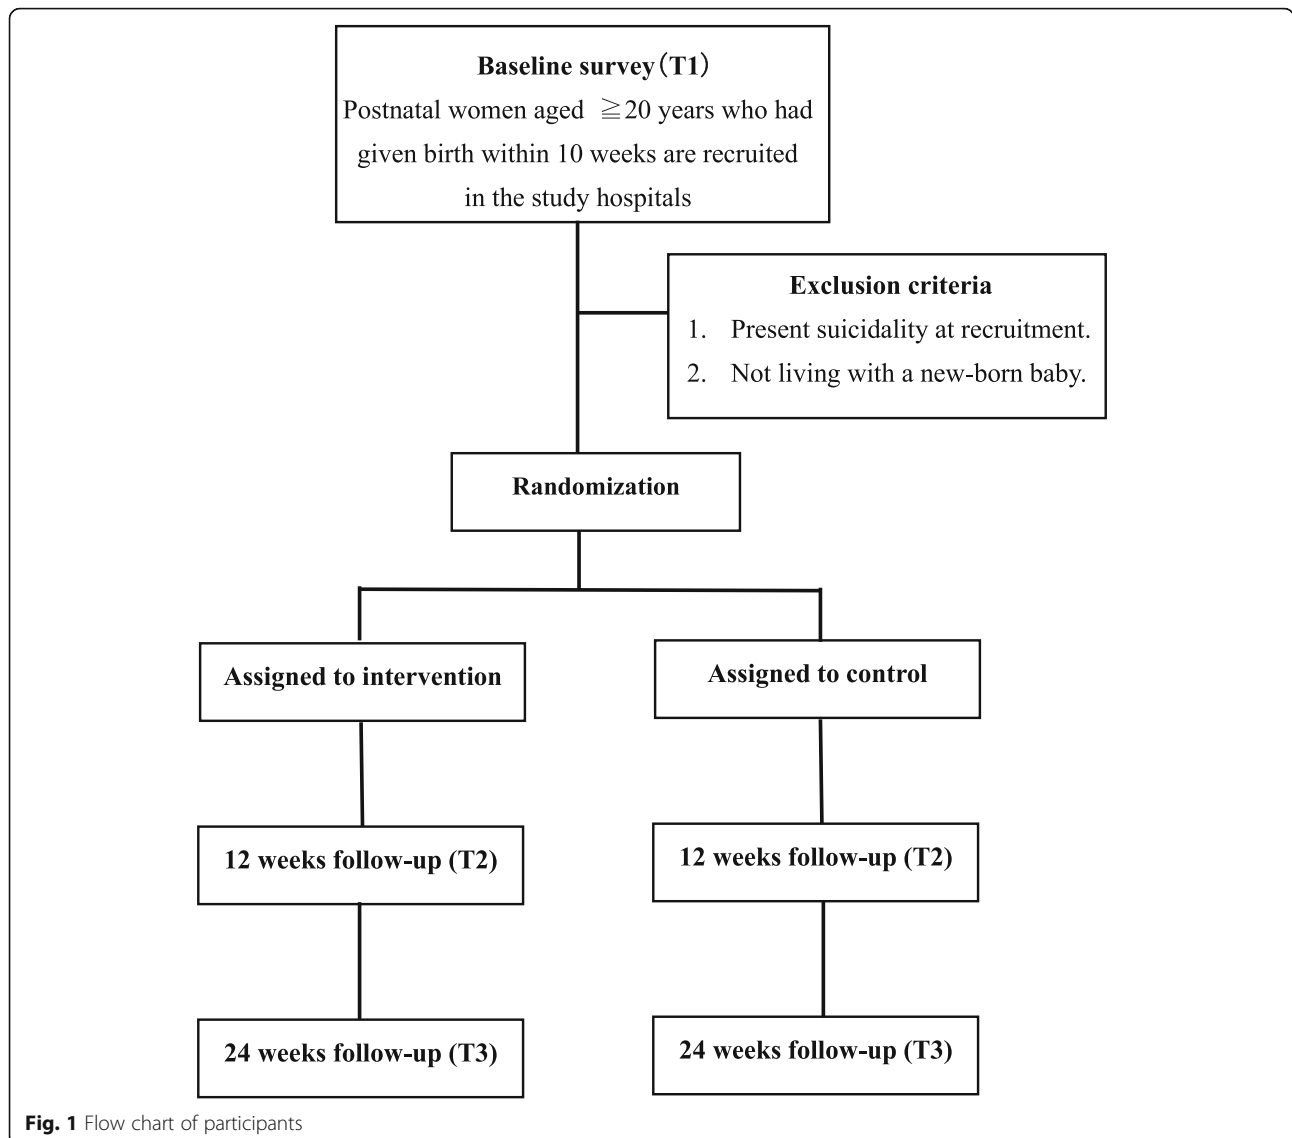 Baseline survey(T1)
Postnatal women aged ≧20 years who had
given birth within 10 weeks are recruited
in the study hospitals
Exclusion criteria
1. Present suicidality at recruitment.
2. Not living with a new-born baby.
Randomization
Assigned to intervention
Assigned to control
12 weeks follow-up (T2)
12 weeks follow-up (T2)
24 weeks follow-up (T3)
24 weeks follow-up (T3)
Fig. 1 Flow chart of participants